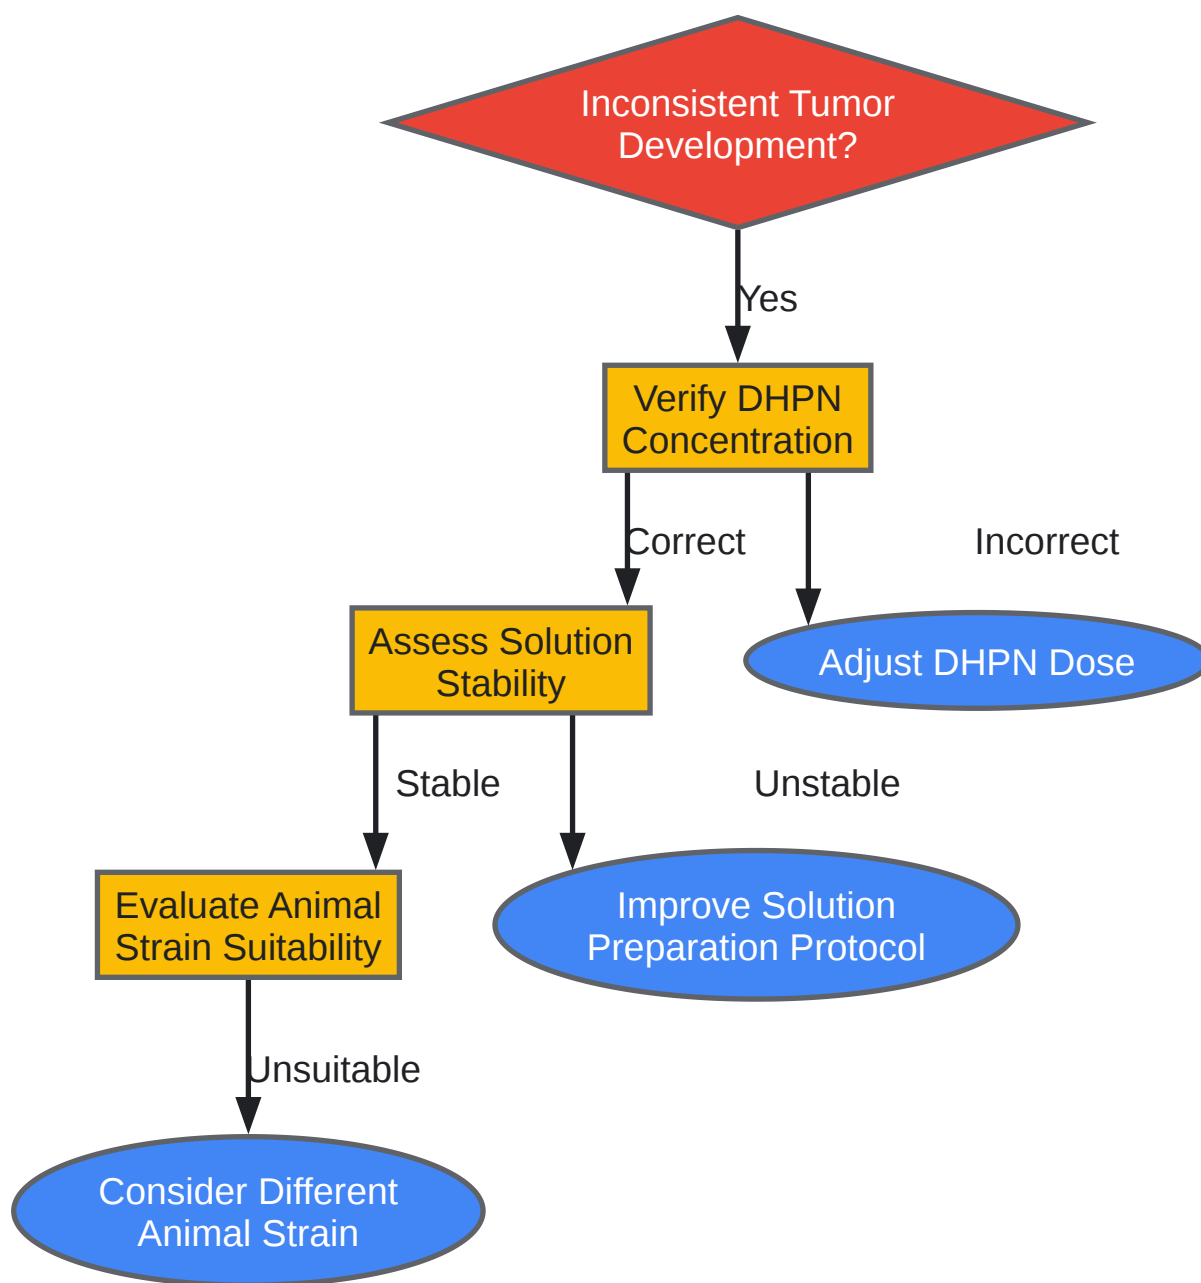 Inconsistent Tumor
Development?
Yes
Verify DHPN
Concentration
Correct
Incorrect
Assess Solution
Stability
Adjust DHPN Dose
Stable
Unstable
Evaluate Animal
Strain Suitability
Improve Solution
Preparation Protocol
Unsuitable
Consider Different
Animal Strain